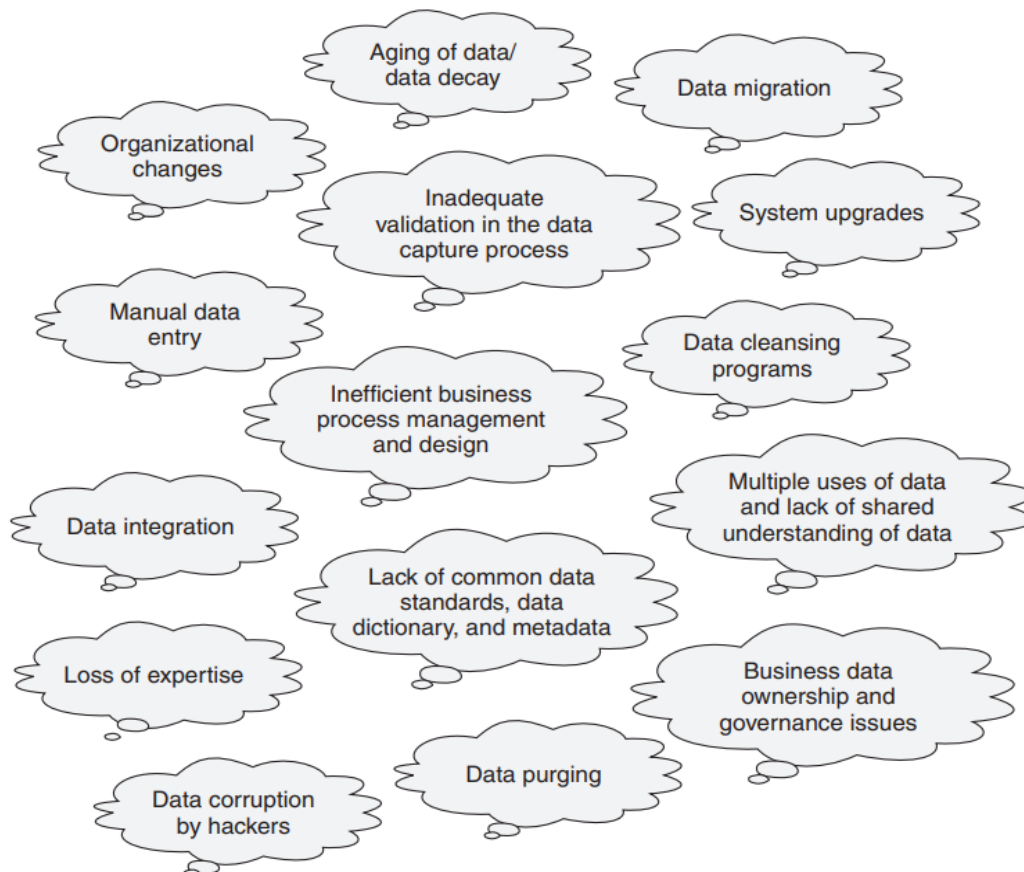 Aging of data/
data decay
Data migration
Organizational
changes
Inadequate
validation in the data
capture process
System upgrades
Manual data
entry
Data cleansing
programs
Inefficient business
process management
and design
Multiple uses of data
and lack of shared
understanding of data
Data integration
Lack of common data
standards, data
dictionary, and metadata
Loss of expertise
Business data
ownership and
governance issues
Data purging
Data corruption
by hackers